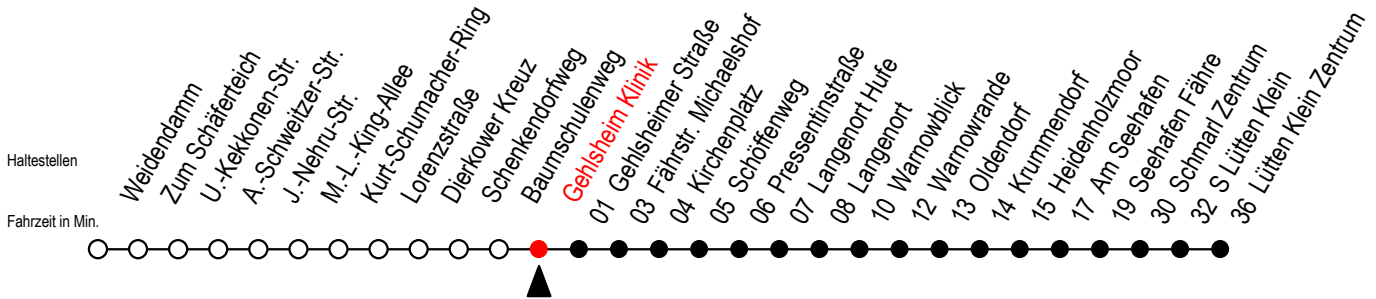 Haltestellen
Fahrzeit in Min.
Weidendamm
Zum Schäferteich
U.-Kekkonen-Str.
A.-Schweitzer-Str.
J.-Nehru-Str.
M.-L.-King-Allee
Kurt-Schumacher-Ring
Lorenzstraße
Dierkower Kreuz
Schenkendorfweg
Baumschulenweg
Gehlsheim Klinik
01 Gehlsheimer Straße
03 Fährstr. Michaelshof
04 Kirchenplatz
05 Schöffenweg
06 Pressentinstraße
07 Langenort Hufe
08 Langenort
10 Warnowblick
12 Warnowrande
13 Oldendorf
14 Krummendorf
15 Heidenholzmoor
17 Am Seehafen
19 Seehafen Fähre
30 Schmarl Zentrum
32 S Lütten Klein
36 Lütten Klein Zentrum